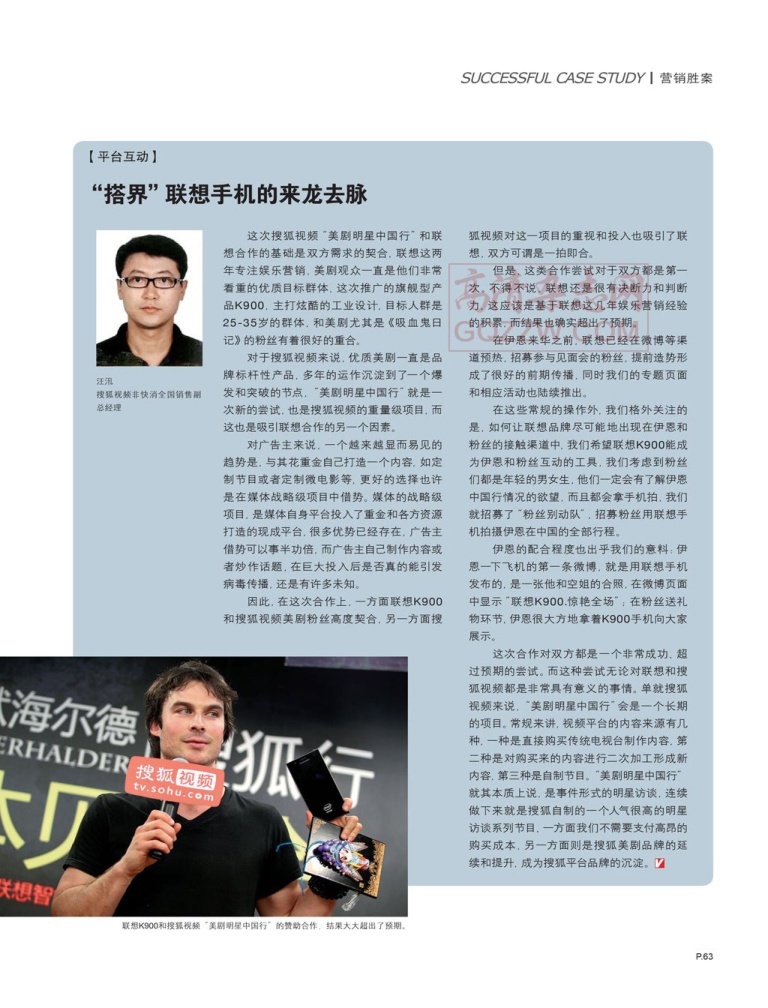 SUCCESSFUL CASE STUDY | 营销胜案
【平台互动】
“搭界”联想手机的来龙去脉
汪汛
搜狐视频非快消全国销售副
总经理
这次搜狐视频“美剧明星中国行”和联
想合作的基础是双方需求的契合，联想这两
年专注娱乐营销，美剧观众一直是他们非常
看重的优质目标群体，这次推广的旗舰型产
品K900，主打炫酷的工业设计，目标人群是
25-35岁的群体，和美剧尤其是《吸血鬼日
记》的粉丝有着很好的重合。
对于搜狐视频来说，优质美剧一直是品
牌标杆性产品，多年的运作沉淀到了一个爆
发和突破的节点，“美剧明星中国行”就是一
次新的尝试，也是搜狐视频的重量级项目，而
这也是吸引联想合作的另一个因素。
对广告主来说，一个越来越显而易见的
趋势是，与其花重金自己打造一个内容，如定
制节目或者定制微电影等，更好的选择也许
是在媒体战略级项目中借势。媒体的战略级
项目，是媒体自身平台投入了重金和各方资源
打造的现成平台，很多优势已经存在，广告主
借势可以事半功倍，而广告主自己制作内容或
者炒作话题，在巨大投入后是否真的能引发
病毒传播，还是有许多未知。
因此，在这次合作上，一方面联想K900
和搜狐视频美剧粉丝高度契合，另一方面搜
狐视频对这一项目的重视和投入也吸引了联
想，双方可谓是一拍即合。
但是，这类合作尝试对于双方都是第一
次，不得不说，联想还是很有决断力和判断
力，这应该是基于联想这几年娱乐营销经验
的积累，而结果也确实超出了预期。
在伊恩来华之前，联想已经在微博等渠
道预热，招募参与见面会的粉丝，提前造势形
成了很好的前期传播，同时我们的专题页面
和相应活动也陆续推出。
在这些常规的操作外，我们格外关注的
是，如何让联想品牌尽可能地出现在伊恩和
粉丝的接触渠道中，我们希望联想K900能成
为伊恩和粉丝互动的工具，我们考虑到粉丝
们都是年轻的男女生，他们一定会有了解伊恩
中国行情况的欲望，而且都会拿手机拍，我们
就招募了“粉丝别动队”，招募粉丝用联想手
机拍摄伊恩在中国的全部行程。
伊恩的配合程度也出乎我们的意料：伊
恩一下飞机的第一条微博，就是用联想手机
发布的，是一张他和空姐的合照，在微博页面
中显示“联想K900，惊艳全场”；在粉丝送礼
物环节，伊恩很大方地拿着K900手机向大家
展示。
这次合作对双方都是一个非常成功、超
过预期的尝试。而这种尝试无论对联想和搜
狐视频都是非常具有意义的事情。单就搜狐
视频来说，“美剧明星中国行”会是一个长期
的项目。常规来讲，视频平台的内容来源有几
种，一种是直接购买传统电视台制作内容，第
二种是对购买来的内容进行二次加工形成新
内容，第三种是自制节目。“美剧明星中国行”
就其本质上说，是事件形式的明星访谈，连续
做下来就是搜狐自制的一个人气很高的明星
访谈系列节目，一方面我们不需要支付高昂的
购买成本，另一方面则是搜狐美剧品牌的延
续和提升，成为搜狐平台品牌的沉淀。
高清杂志网
GQZZW.COM
海尔德
ERHALDER
搜狐行
搜狐视频
tv.sohu.com
联想智
intel
联想K900和搜狐视频“美剧明星中国行”的赞助合作，结果大大超出了预期。
P.63